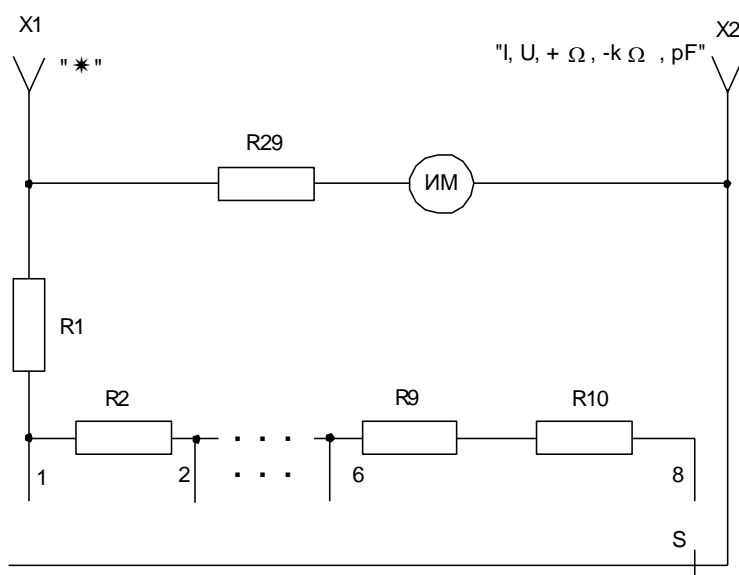 X1
X2
"✷"
"I, U, + Ω , -k Ω , pF"
R29
ИМ
R1
R2
R9
R10
1
2
6
8
S